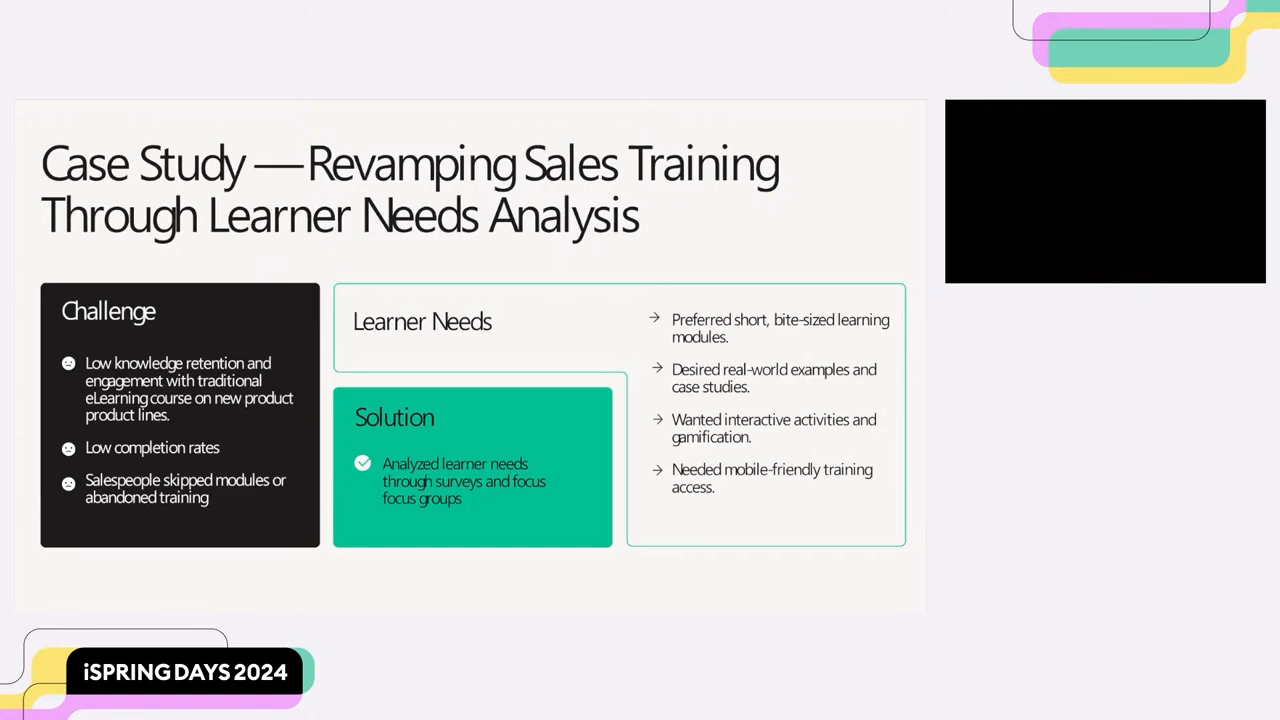 Case Study — Revamping Sales Training
Through Learner Needs Analysis
Challenge
Low knowledge retention and
engagement with traditional
eLearning course on new product
product lines.
Low completion rates
Salespeople skipped modules or
abandoned training
Learner Needs
Solution
Analyzed learner needs
through surveys and focus
focus groups
Preferred short, bite-sized learning
modules.
Desired real-world examples and
case studies.
Wanted interactive activities and
gamification.
Needed mobile-friendly training
access.
iSPRING DAYS 2024